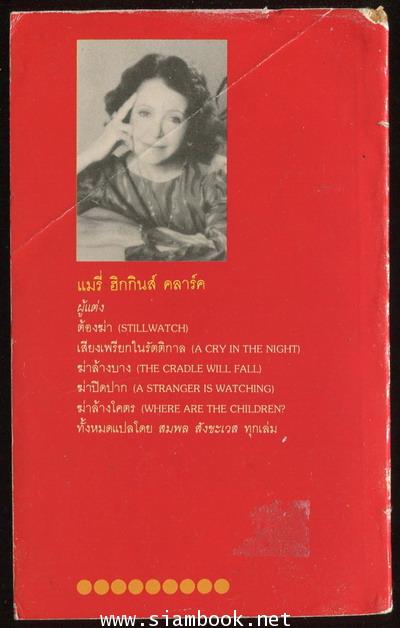 แมรี่ ฮิกกินส์ คลาร์ค
ผู้แต่ง
ต้องฆ่า (STILLWATCH)
เสียงเพรียกในรัตติกาล (A CRY IN THE NIGHT)
ฆ่าล้างบาง (THE CRADLE WILL FALL)
ฆ่าปิดปาก (A STRANGER IS WATCHING)
ฆ่าล้างโคตร (WHERE ARE THE CHILDREN?
ทั้งหมดแปลโดย สมพล สังขะเวส ทุกเล่ม
www.siambook.net